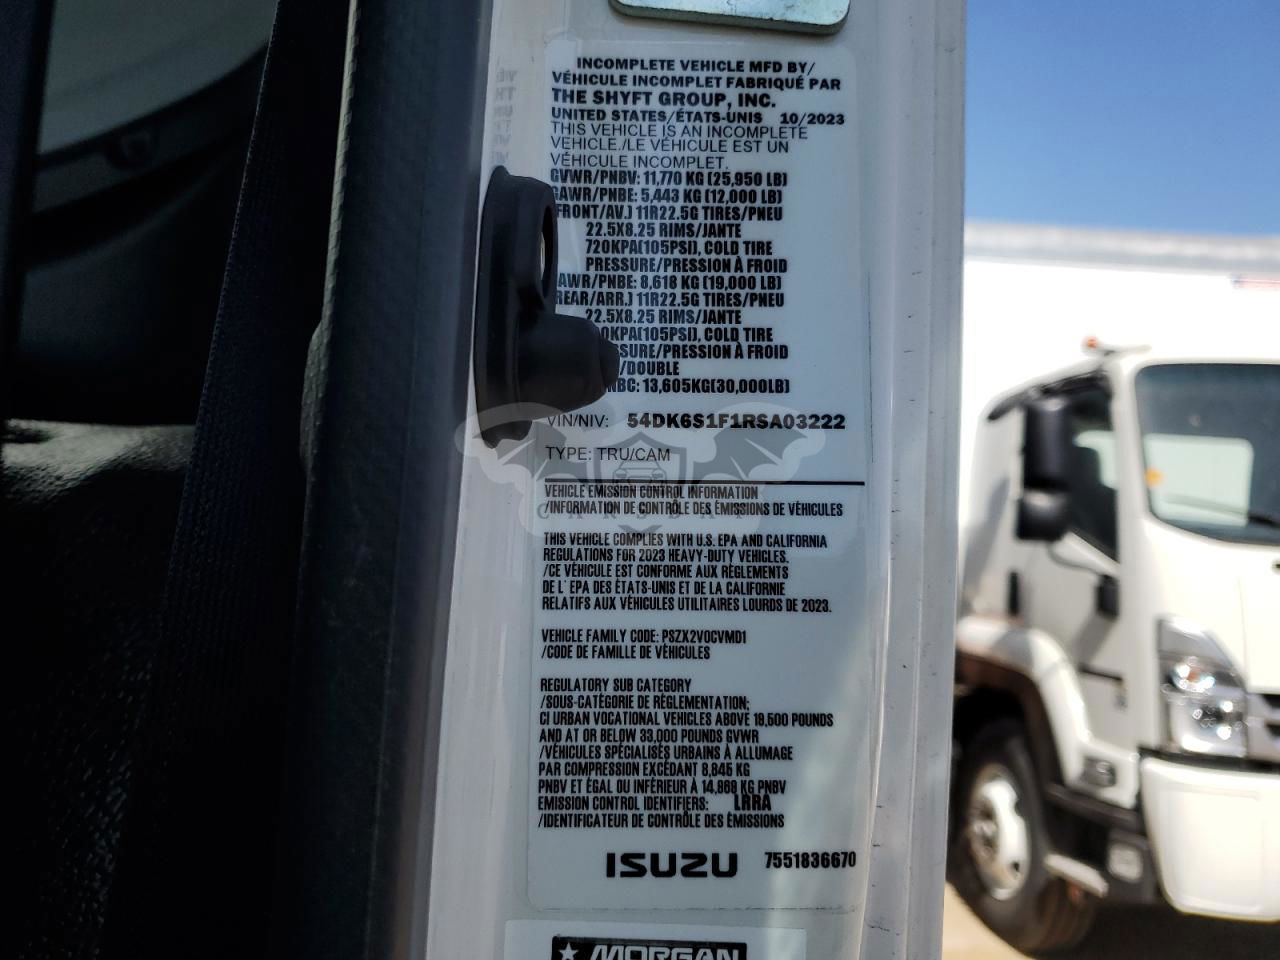 INCOMPLETE VEHICLE MFD BY/
VÉHICULE INCOMPLET FABRIQUÉ PAR
THE SHYFT GROUP, INC.
UNITED STATES/ÉTATS-UNIS 10/2023
THIS VEHICLE IS AN INCOMPLETE
VEHICLE./LE VÉHICULE EST UN
VÉHICULE INCOMPLET.
GVWR/PNBV: 11,770 KG (25,950 LB)
GAWR/PNBE: 5,443 KG (12,000 LB)
FRONT/AV.) 11R22.5G TIRES/PNEU
22.5X8.25 RIMS/JANTE
720KPA(105PSI), COLD TIRE
PRESSURE/PRESSION À FROID
AWR/PNBE: 8,618 KG (19,000 LB)
REAR/ARR.) 11R22.5G TIRES/PNEU
22.5X8.25 RIMS/JANTE
0KPA(105PSI), COLD TIRE
SSURE/PRESSION À FROID
/DOUBLE
RBC: 13,605KG(30,000LB)
VIN/NIV: 54DK6S1F1RSA03222
TYPE: TRU/CAM
CARSBAT
VEHICLE EMISSION CONTROL INFORMATION
/INFORMATION DE CONTRÔLE DES ÉMISSIONS DE VÉHICULES
THIS VEHICLE COMPLIES WITH U.S. EPA AND CALIFORNIA
REGULATIONS FOR 2023 HEAVY-DUTY VEHICLES.
/CE VÉHICULE EST CONFORME AUX RÈGLEMENTS
DE L' EPA DES ÉTATS-UNIS ET DE LA CALIFORNIE
RELATIFS AUX VÉHICULES UTILITAIRES LOURDS DE 2023.
VEHICLE FAMILY CODE: PSZX2VOCVMD1
/CODE DE FAMILLE DE VÉHICULES
REGULATORY SUB CATEGORY
/SOUS-CATÉGORIE DE RÉGLEMENTATION:
CI URBAN VOCATIONAL VEHICLES ABOVE 19,500 POUNDS
AND AT OR BELOW 33,000 POUNDS GVWR
/VÉHICULES SPÉCIALISÉS URBAINS À ALLUMAGE
PAR COMPRESSION EXCÉDANT 8,845 KG
PNBV ET ÉGAL OU INFÉRIEUR À 14,968 KG PNBV
EMISSION CONTROL IDENTIFIERS: LRRA
/IDENTIFICATEUR DE CONTRÔLE DES ÉMISSIONS
ISUZU 7551836670
MORGAN